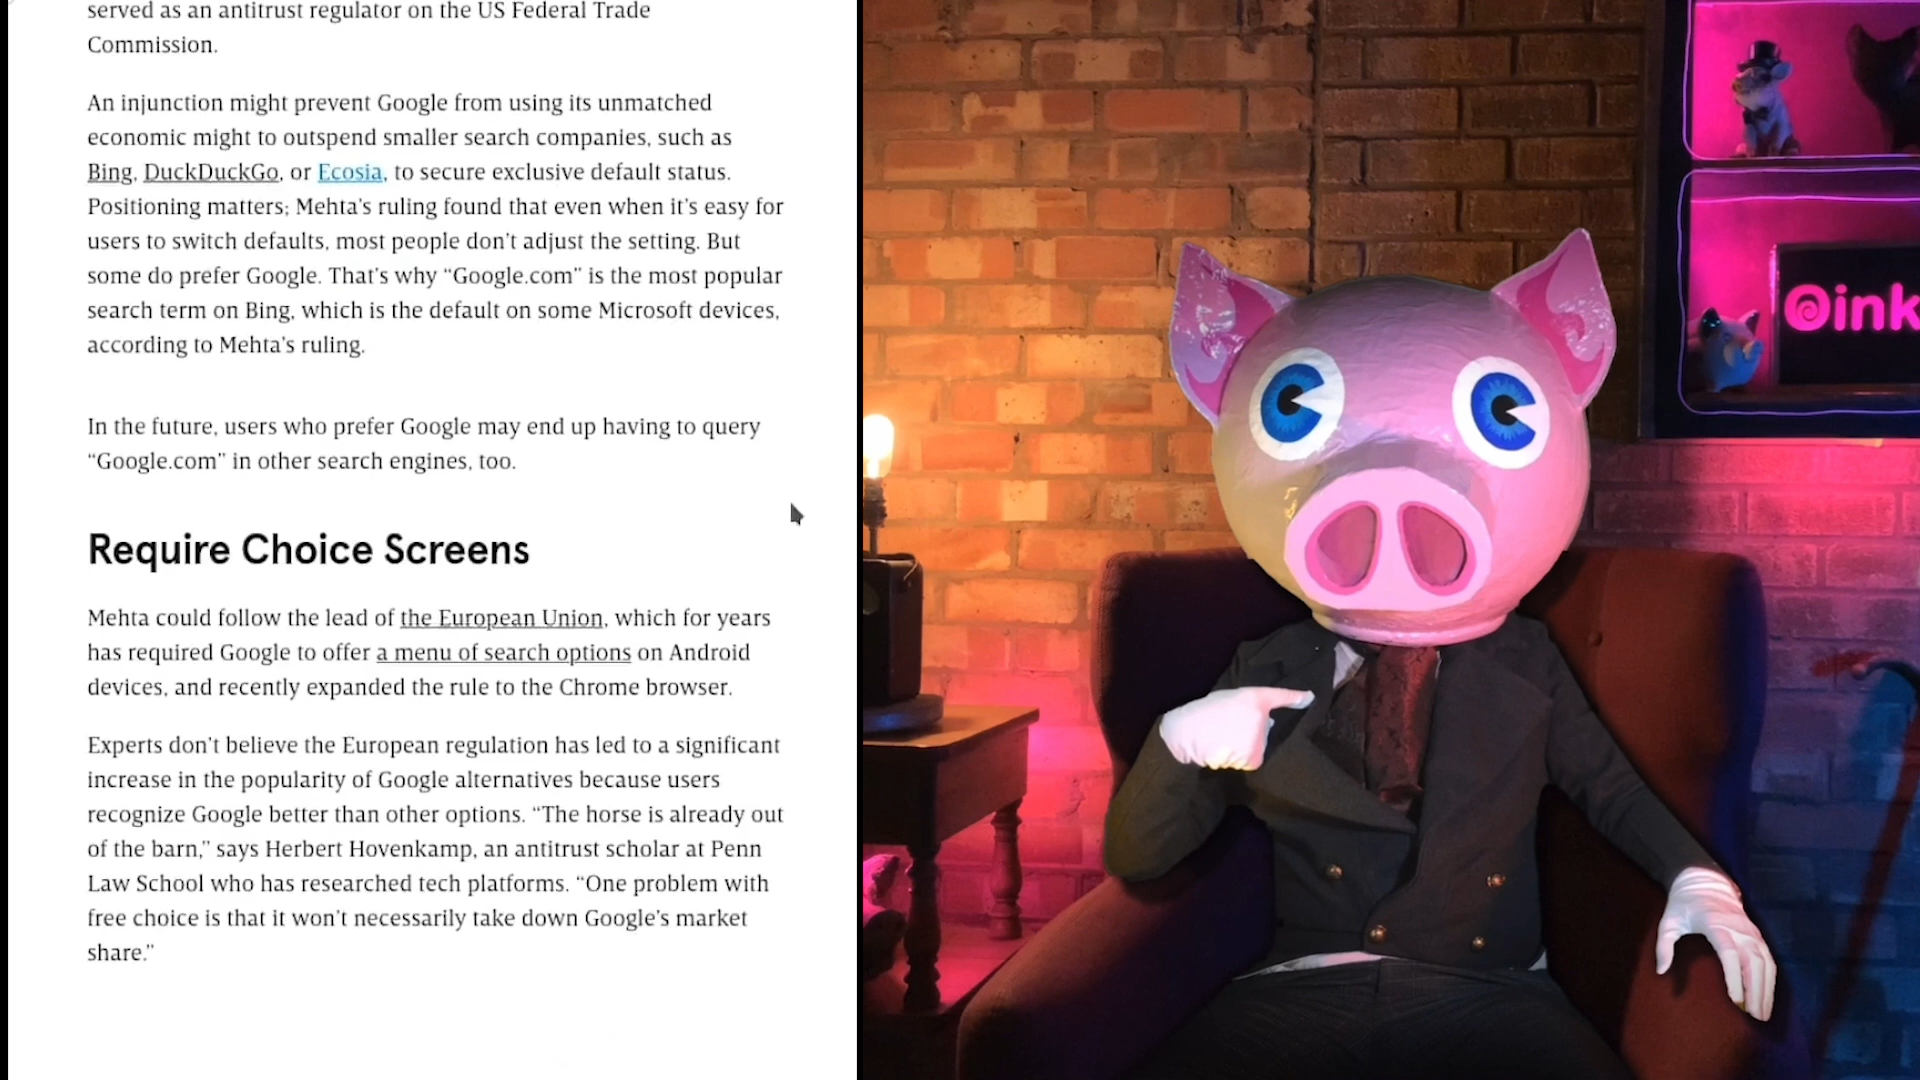 served as an antitrust regulator on the US Federal Trade
Commission.
An injunction might prevent Google from using its unmatched
economic might to outspend smaller search companies, such as
Bing, DuckDuckGo, or Ecosia, to secure exclusive default status.
Positioning matters; Mehta's ruling found that even when it's easy for
users to switch defaults, most people don't adjust the setting. But
some do prefer Google. That's why “Google.com” is the most popular
search term on Bing, which is the default on some Microsoft devices,
according to Mehta's ruling.
In the future, users who prefer Google may end up having to query
“Google.com” in other search engines, too.
Require Choice Screens
Mehta could follow the lead of the European Union, which for years
has required Google to offer a menu of search options on Android
devices, and recently expanded the rule to the Chrome browser.
Experts don't believe the European regulation has led to a significant
increase in the popularity of Google alternatives because users
recognize Google better than other options. “The horse is already out
of the barn,” says Herbert Hovenkamp, an antitrust scholar at Penn
Law School who has researched tech platforms. “One problem with
free choice is that it won't necessarily take down Google's market
share.”
Oink